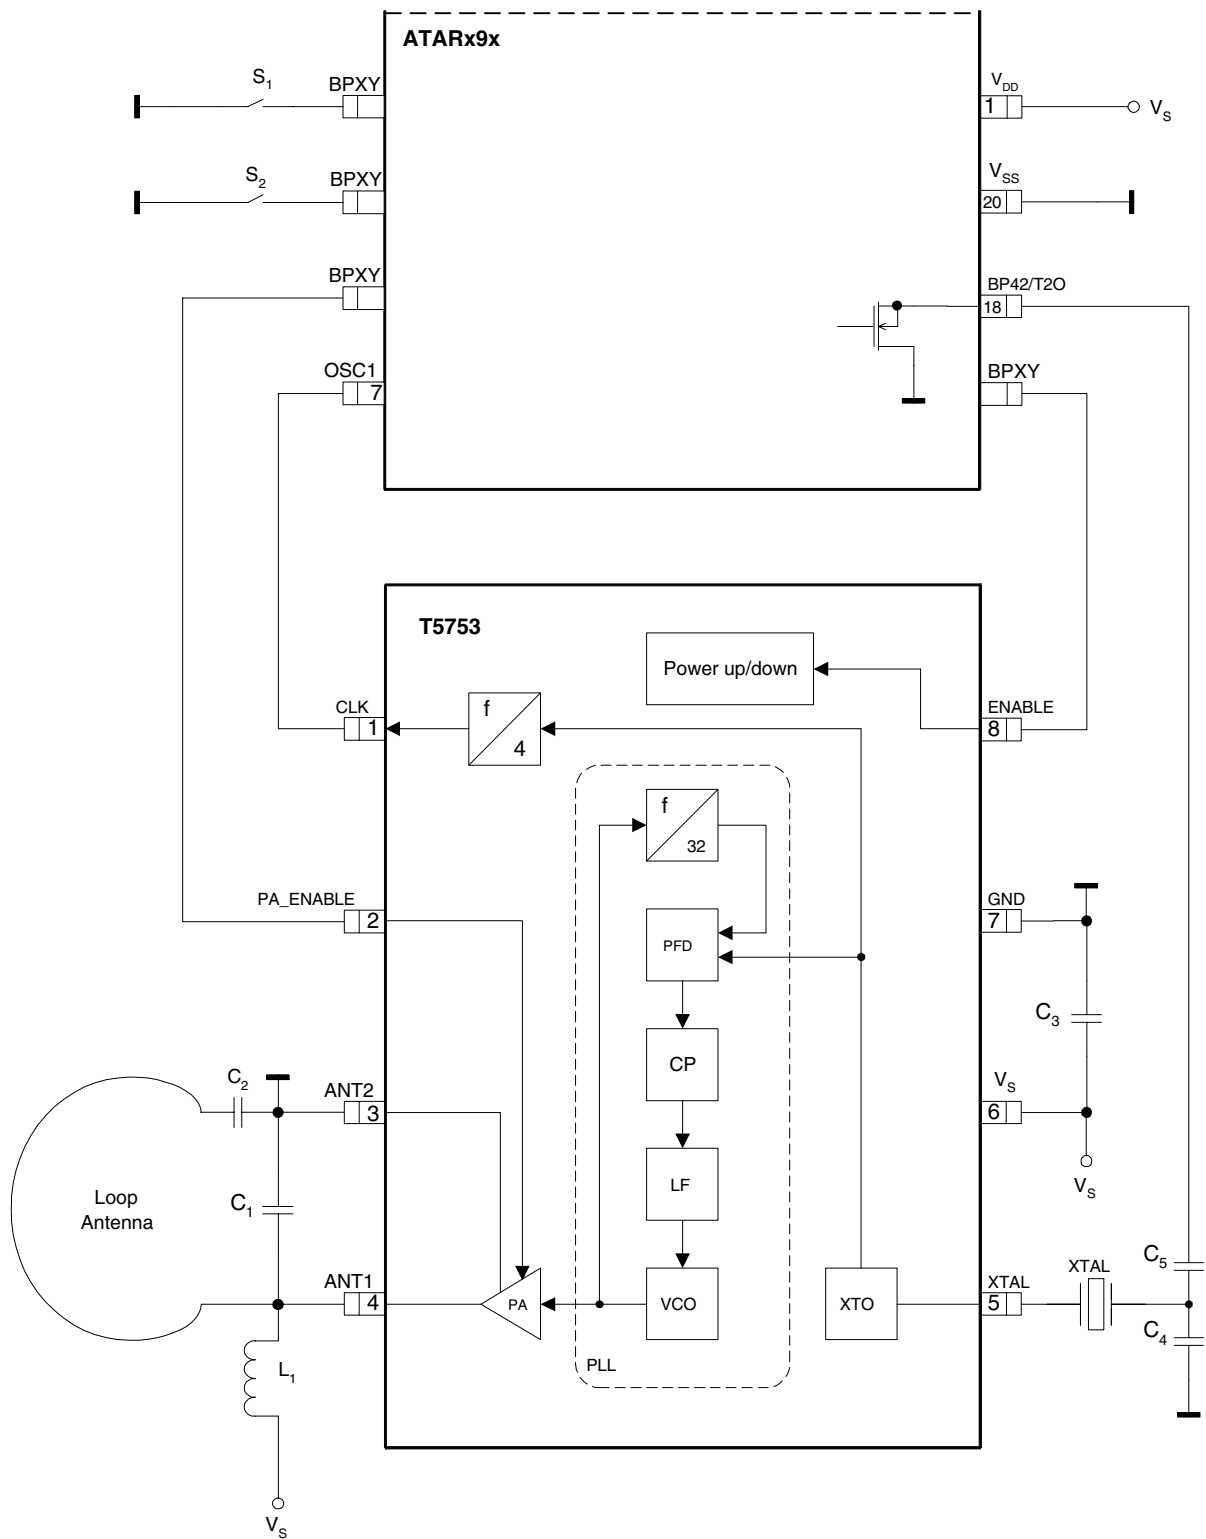 ATARx9x
S1
BPXY
VDD
1
VS
S2
BPXY
VSS
20
BPXY
BP42/T2O
18
OSC1
7
BPXY
T5753
Power up/down
CLK
1
f
4
ENABLE
8
f
32
PA_ENABLE
2
PFD
GND
7
C3
CP
C2
ANT2
3
VS
6
Loop
Antenna
C1
LF
VS
ANT1
4
PA
VCO
XTO
XTAL
5
XTAL
C5
C4
PLL
L1
VS